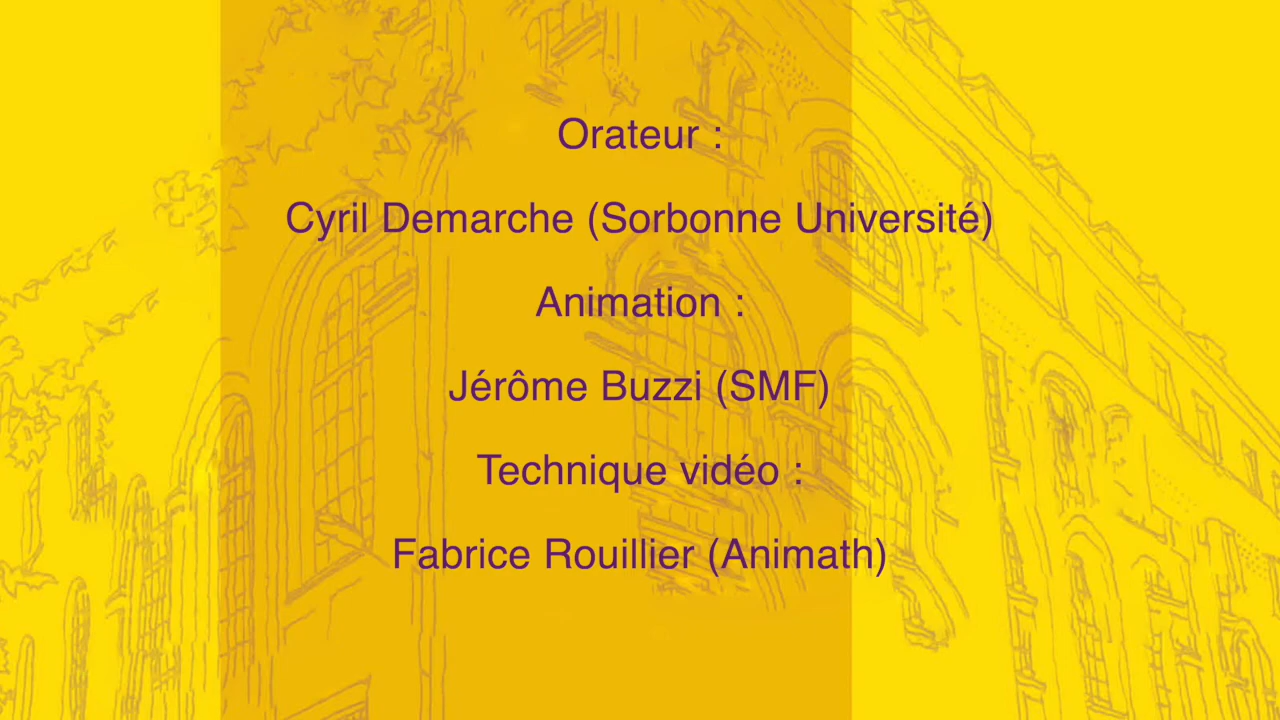 Orateur :
Cyril Demarche (Sorbonne Université)
Animation :
Jérôme Buzzi (SMF)
Technique vidéo :
Fabrice Rouillier (Animath)